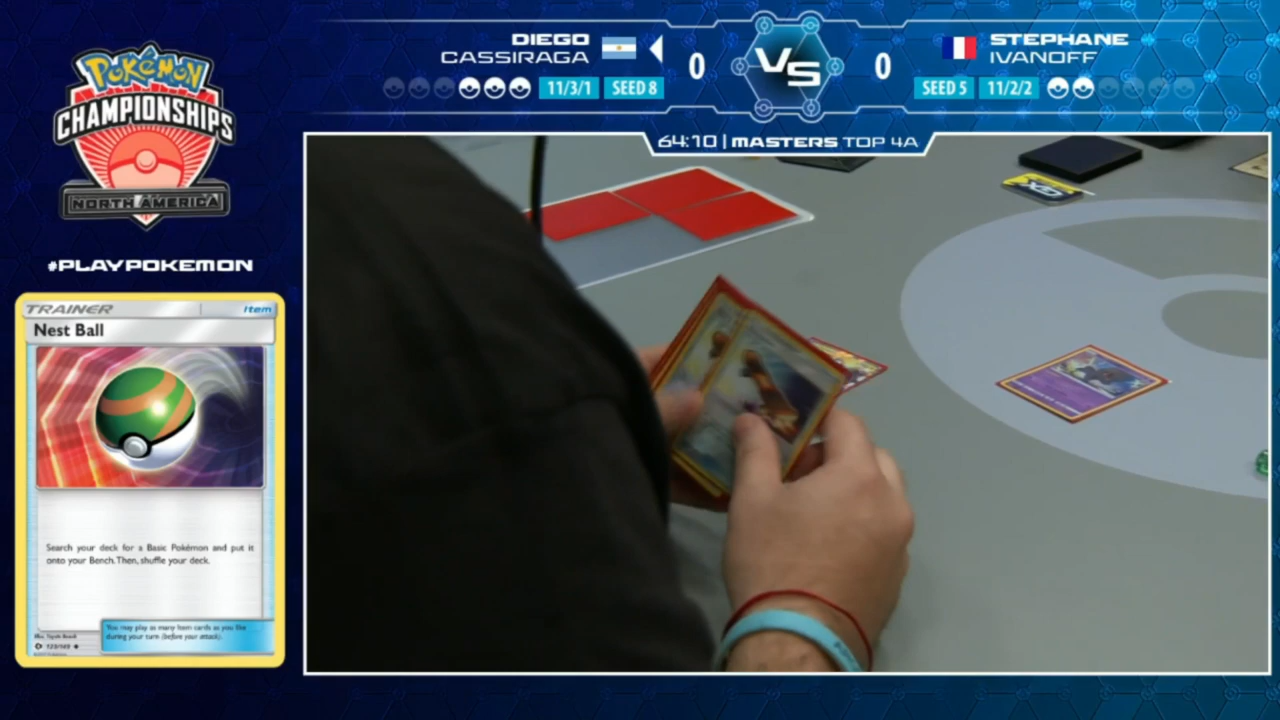 POKÉMON
CHAMPIONSHIPS
NORTH AMERICA
#PLAYPOKEMON
DIEGO
CASSIRAGA
11/3/1
SEED 8
0
VS
0
STEPHANE
IVANOFF
SEED 5
11/2/2
64:10 | MASTERS TOP 4A
TRAINER
Item
Nest Ball
Search your deck for a Basic Pokémon and put it
onto your Bench. Then, shuffle your deck.
You may play as many Item cards as you like
during your turn (before your attack).
123/149
GX